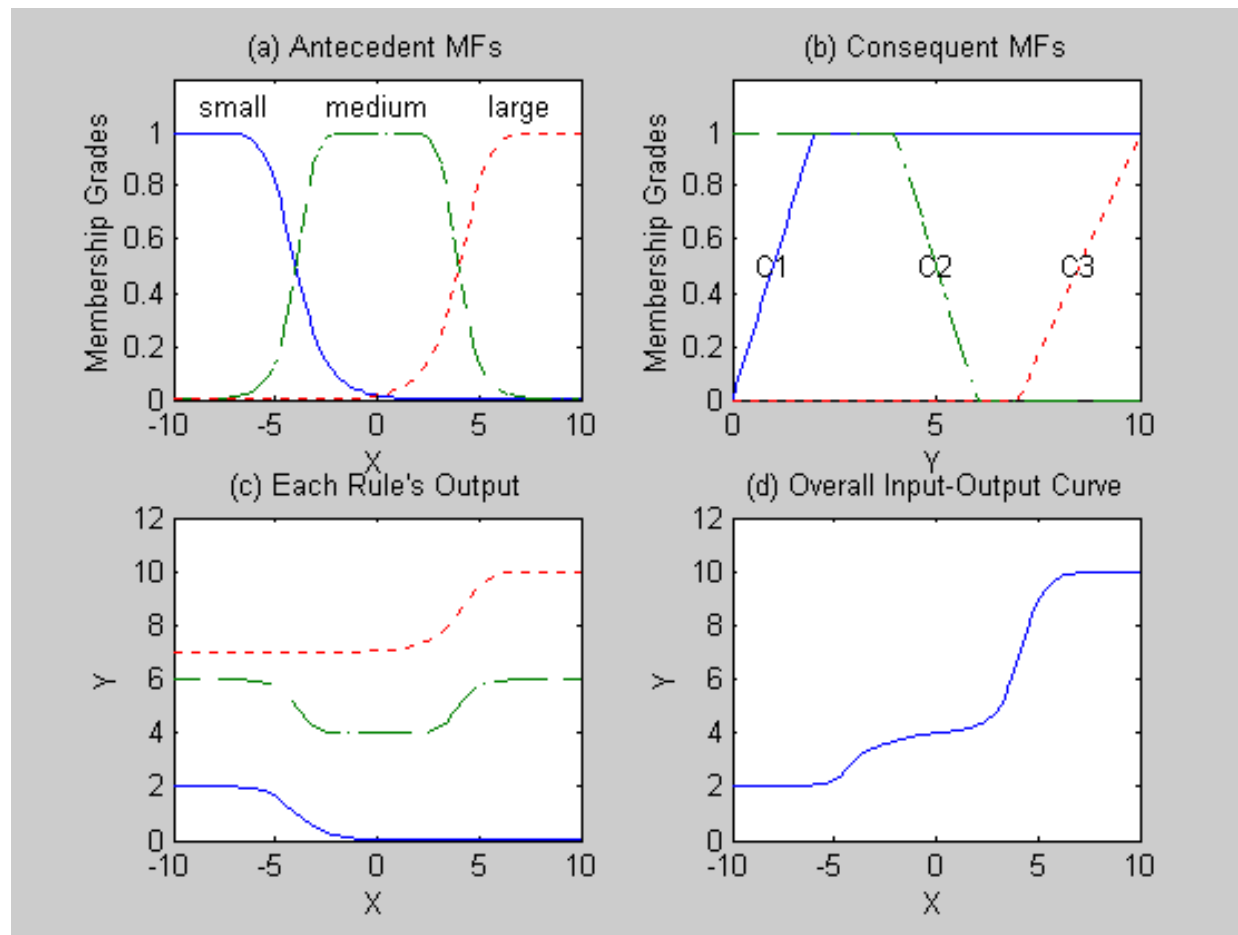 (a) Antecedent MFs
small medium large
Membership Grades
1
0.8
0.6
0.4
0.2
0
-10 -5 0 5 10
X
(b) Consequent MFs
Membership Grades
1
0.8
0.6
0.4
0.2
0
C1 C2 C3
0 5 10
Y
(c) Each Rule's Output
Y
12
10
8
6
4
2
0
-10 -5 0 5 10
X
(d) Overall Input-Output Curve
Y
12
10
8
6
4
2
0
-10 -5 0 5 10
X